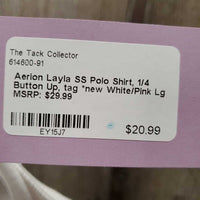 The Tack Collector
614600-91
Aerion Layla SS Polo Shirt, 1/4
Button Up, tag *new White/Pink Lg
MSRP: $29.99
EY15J7
$20.99